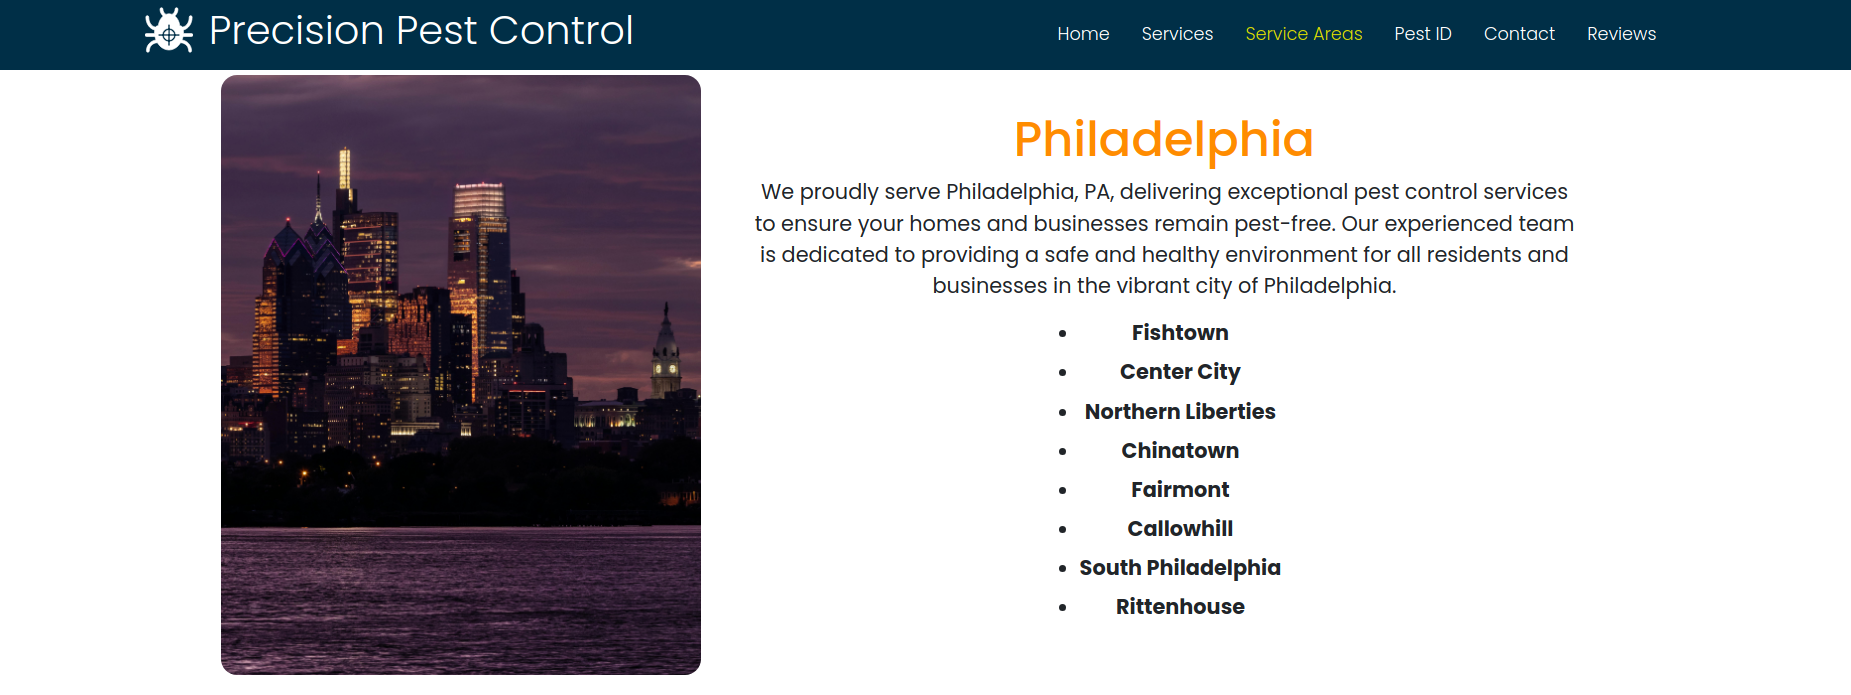 Precision Pest Control
Home Services Service Areas Pest ID Contact Reviews
Philadelphia
We proudly serve Philadelphia, PA, delivering exceptional pest control services
to ensure your homes and businesses remain pest-free. Our experienced team
is dedicated to providing a safe and healthy environment for all residents and
businesses in the vibrant city of Philadelphia.
• Fishtown
• Center City
• Northern Liberties
• Chinatown
• Fairmont
• Callowhill
• South Philadelphia
• Rittenhouse